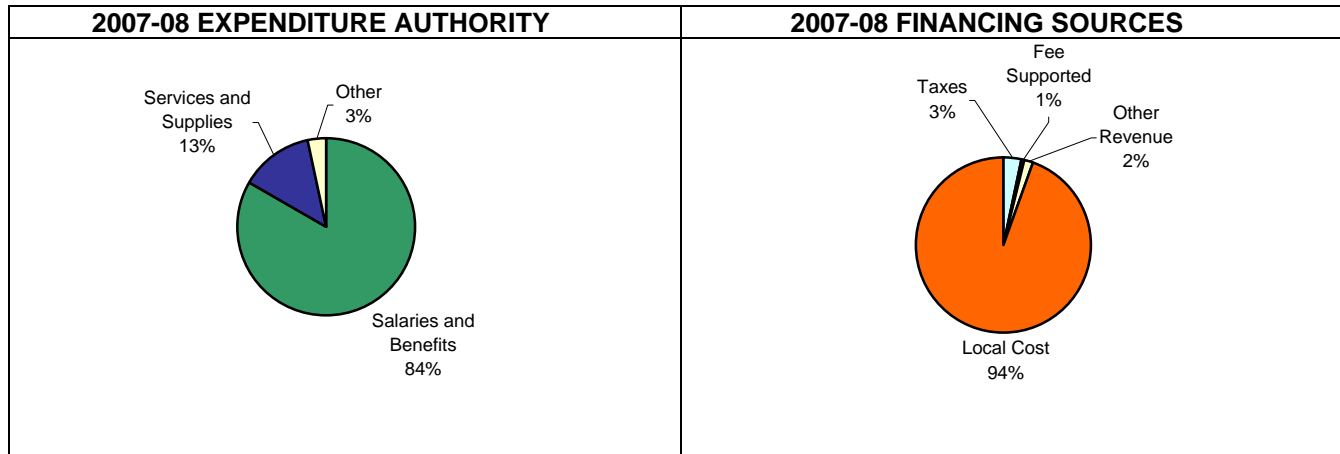 2007-08 EXPENDITURE AUTHORITY
Services and
Supplies
13%
Other
3%
Salaries and
Benefits
84%
2007-08 FINANCING SOURCES
Taxes
3%
Fee
Supported
1%
Other
Revenue
2%
Local Cost
94%